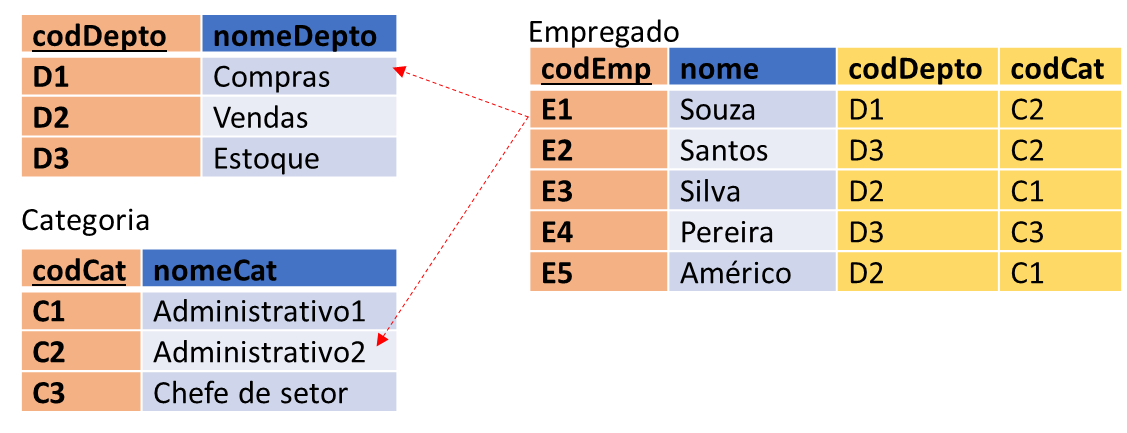 codDepto nomeDepto
D1 Compras
D2 Vendas
D3 Estoque
Categoria
codCat nomeCat
C1 Administrativo1
C2 Administrativo2
C3 Chefe de setor
Empregado
codEmp nome codDepto codCat
E1 Souza D1 C2
E2 Santos D3 C2
E3 Silva D2 C1
E4 Pereira D3 C3
E5 Américo D2 C1